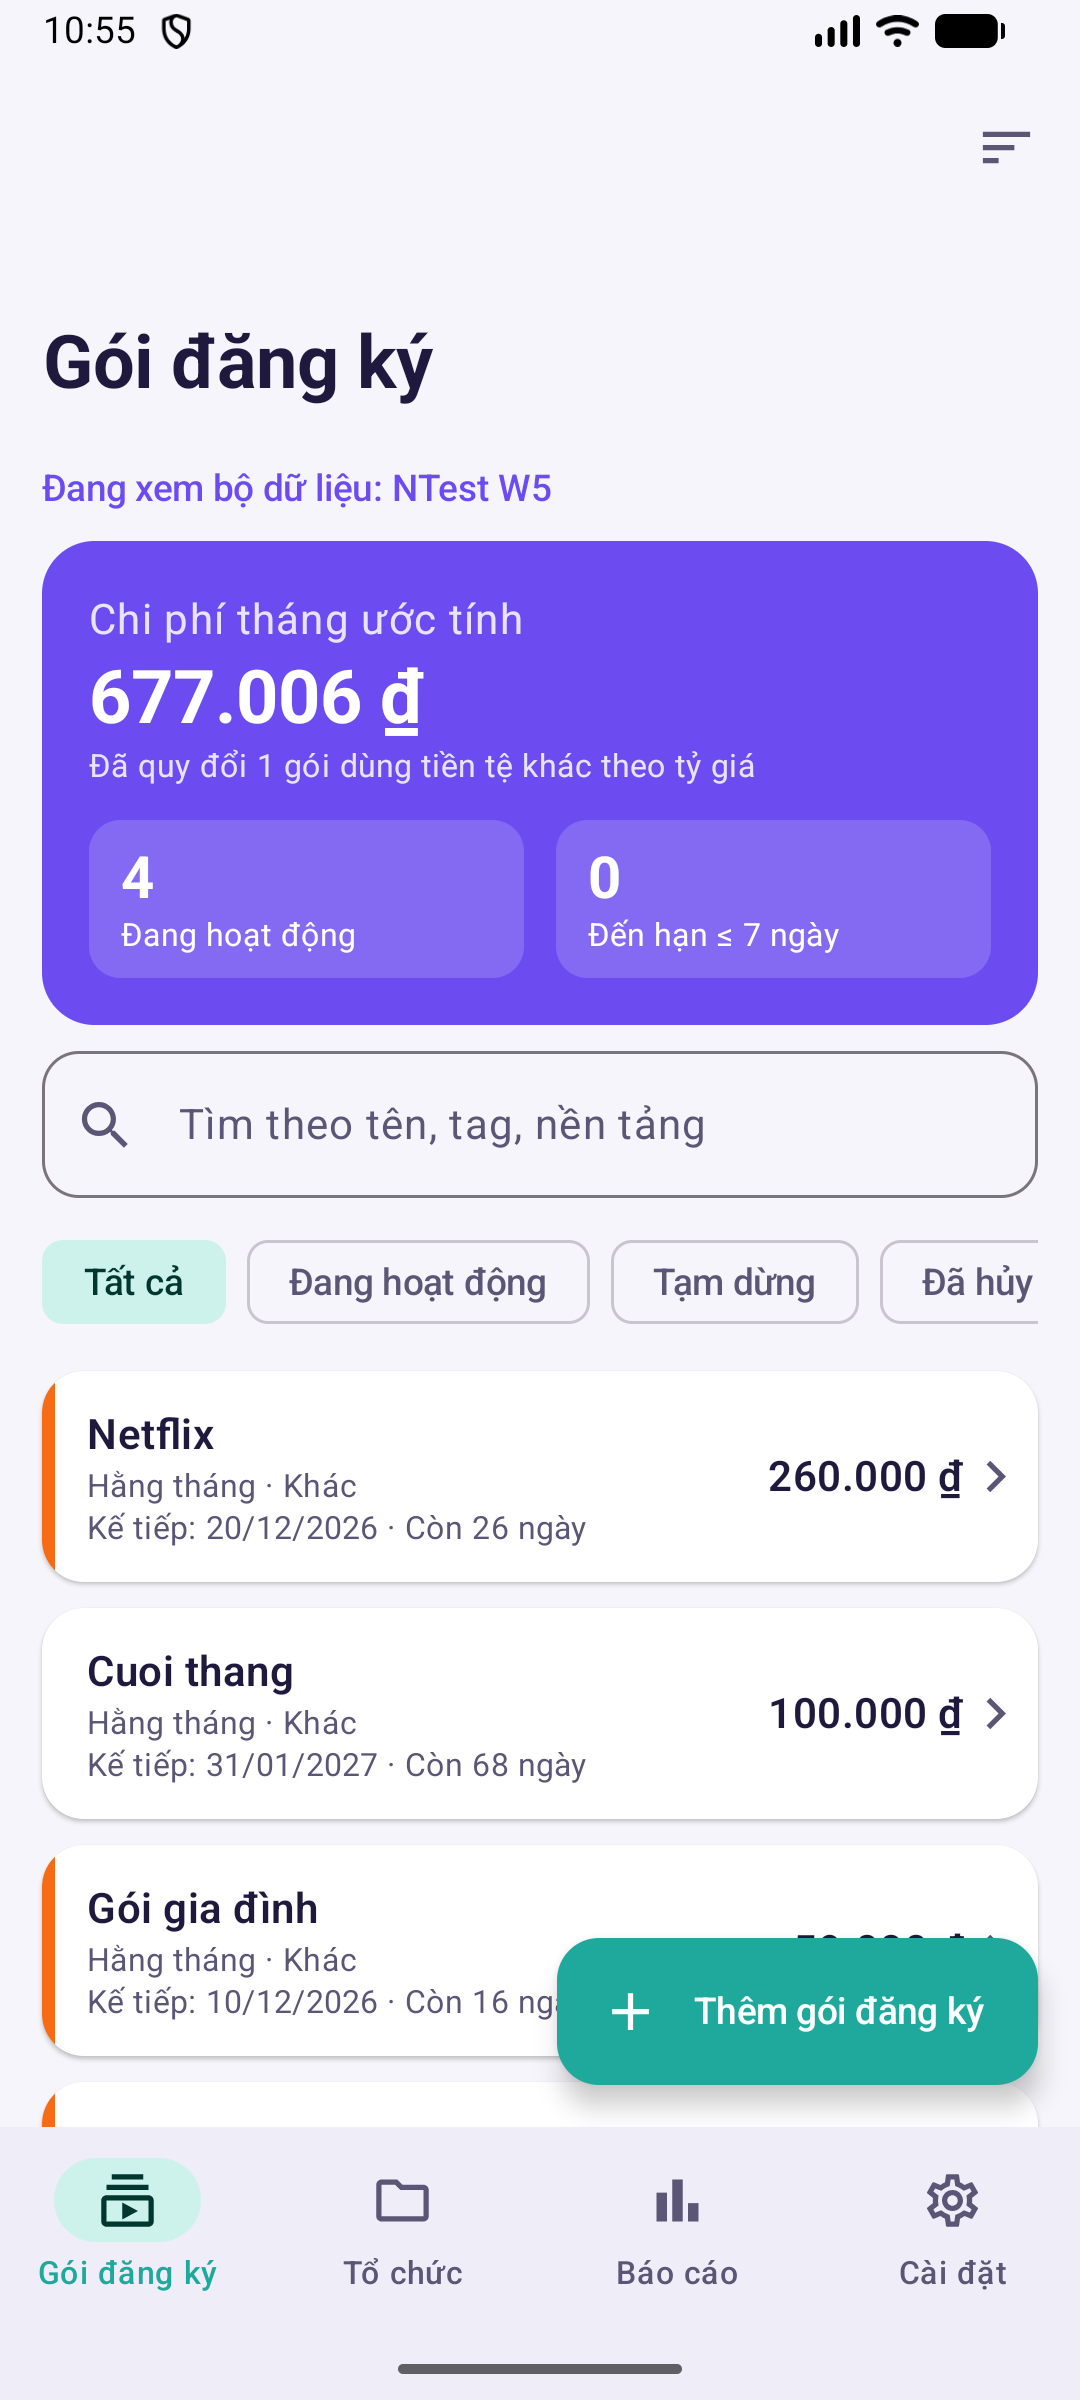 10:55
Gói đăng ký
Đang xem bộ dữ liệu: NTest W5
Chi phí tháng ước tính
677.006 ₫
Đã quy đổi 1 gói dùng tiền tệ khác theo tỷ giá
4
Đang hoạt động
0
Đến hạn ≤ 7 ngày
Tìm theo tên, tag, nền tảng
Tất cả
Đang hoạt động
Tạm dừng
Đã hủy
Netflix
Hằng tháng · Khác
Kế tiếp: 20/12/2026 · Còn 26 ngày
260.000 ₫
Cuoi thang
Hằng tháng · Khác
Kế tiếp: 31/01/2027 · Còn 68 ngày
100.000 ₫
Gói gia đình
Hằng tháng · Khác
Kế tiếp: 10/12/2026 · Còn 16
Thêm gói đăng ký
Gói đăng ký
Tổ chức
Báo cáo
Cài đặt